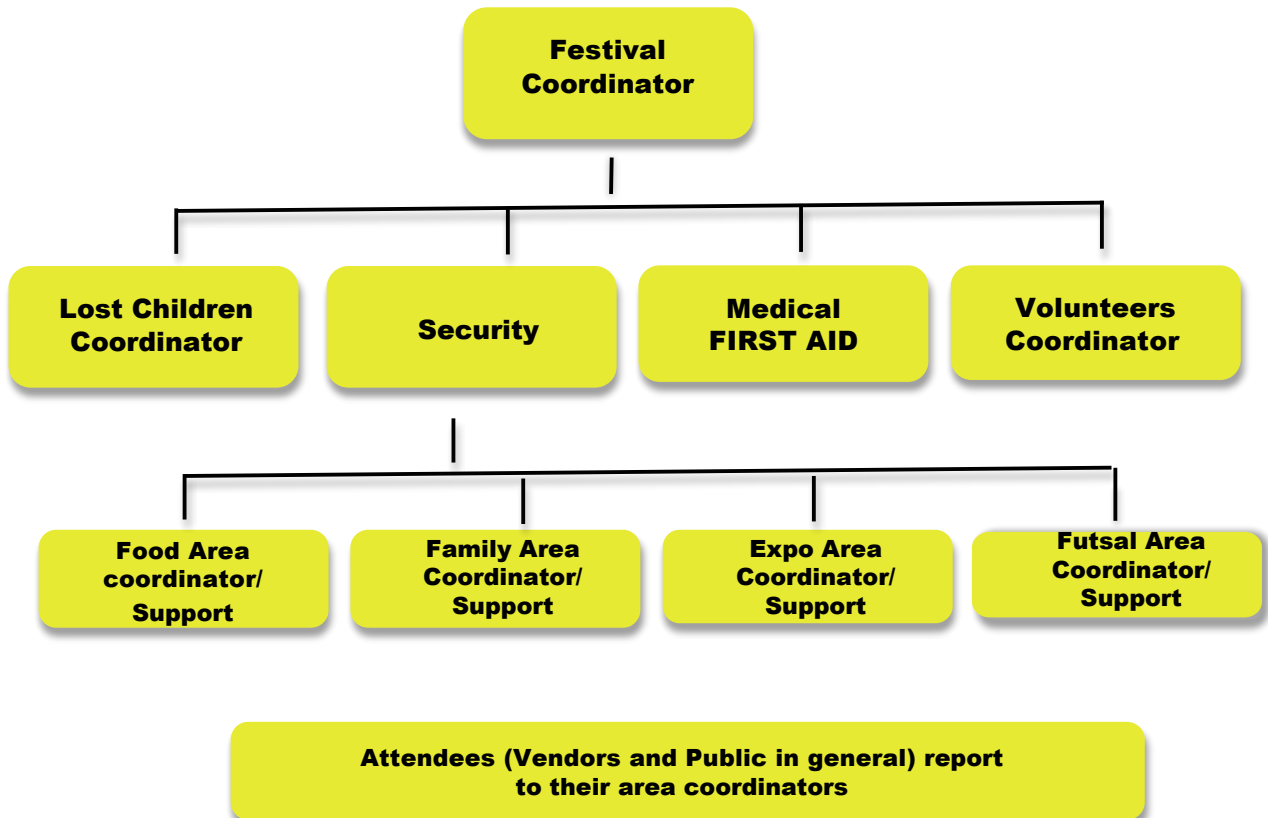 Festival
Coordinator
Lost Children
Coordinator
Security
Medical
FIRST AID
Volunteers
Coordinator
Food Area
coordinator/
Support
Family Area
Coordinator/
Support
Expo Area
Coordinator/
Support
Futsal Area
Coordinator/
Support
Attendees (Vendors and Public in general) report
to their area coordinators